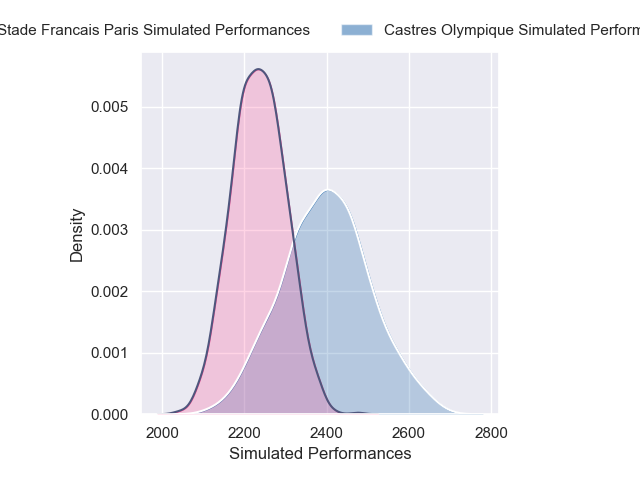 Stade Francais Paris Simulated Performances Castres Olympique Simulated
0.005
0.004
0.003
0.002
0.001
0.000
Density
2000 2200 2400 2600 2800
Simulated Performances